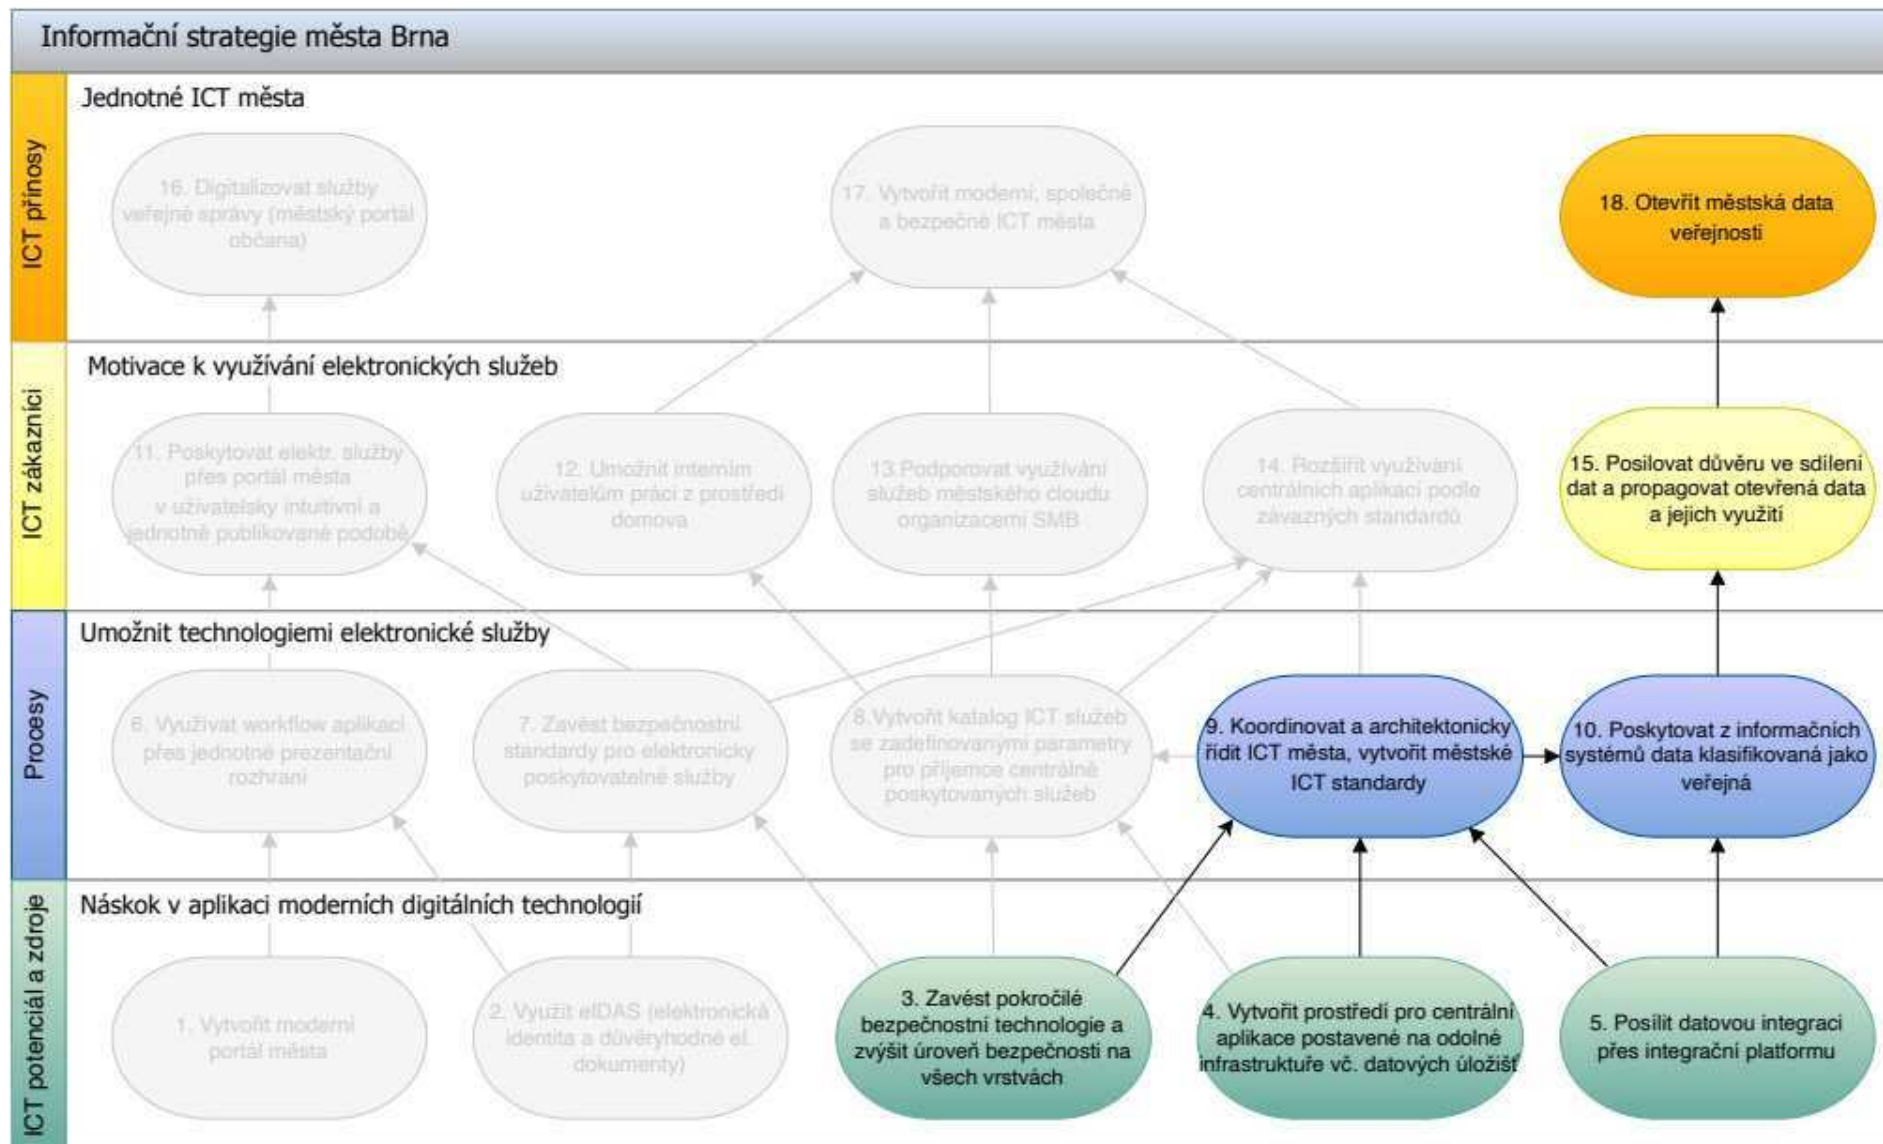 Informační strategie města Brna
ICT přínosy
Jednotné ICT města
16. Digitalizovat služby
veřejné správy (městský portál
občana)
17. Vytvořit moderní, společné
a bezpečné ICT města
18. Otevřít městská data
veřejnosti
ICT zákazníci
Motivace k využívání elektronických služeb
11. Poskytovat elektr. služby
přes portál města
v uživatelsky intuitivní a
jednotně publikované podobě
12. Umožnit interním
uživatelům práci z prostředí
domova
13.Podporovat využívání
služeb městského cloudu
organizacemi SMB
14. Rozšířit využívání
centrálních aplikací podle
závazných standardů
15. Posilovat důvěru ve sdílení
dat a propagovat otevřená data
a jejich využití
Procesy
Umožnit technologiemi elektronické služby
6. Využívat workflow aplikací
přes jednotné prezentační
rozhraní
7. Zavést bezpečnostní
standardy pro elektronicky
poskytovatelné služby
8.Vytvořit katalog ICT služeb
se zadefinovanými parametry
pro příjemce centrálně
poskytovaných služeb
9. Koordinovat a architektonicky
řídit ICT města, vytvořit městské
ICT standardy
10. Poskytovat z informačních
systémů data klasifikovaná jako
veřejná
ICT potenciál a zdroje
Náskok v aplikaci moderních digitálních technologií
1. Vytvořit moderní
portál města
2. Využít eIDAS (elektronická
identita a důvěryhodné el.
dokumenty)
3. Zavést pokročilé
bezpečnostní technologie a
zvýšit úroveň bezpečnosti na
všech vrstvách
4. Vytvořit prostředí pro centrální
aplikace postavené na odolné
infrastruktuře vč. datových úložišť
5. Posílit datovou integraci
přes integrační platformu